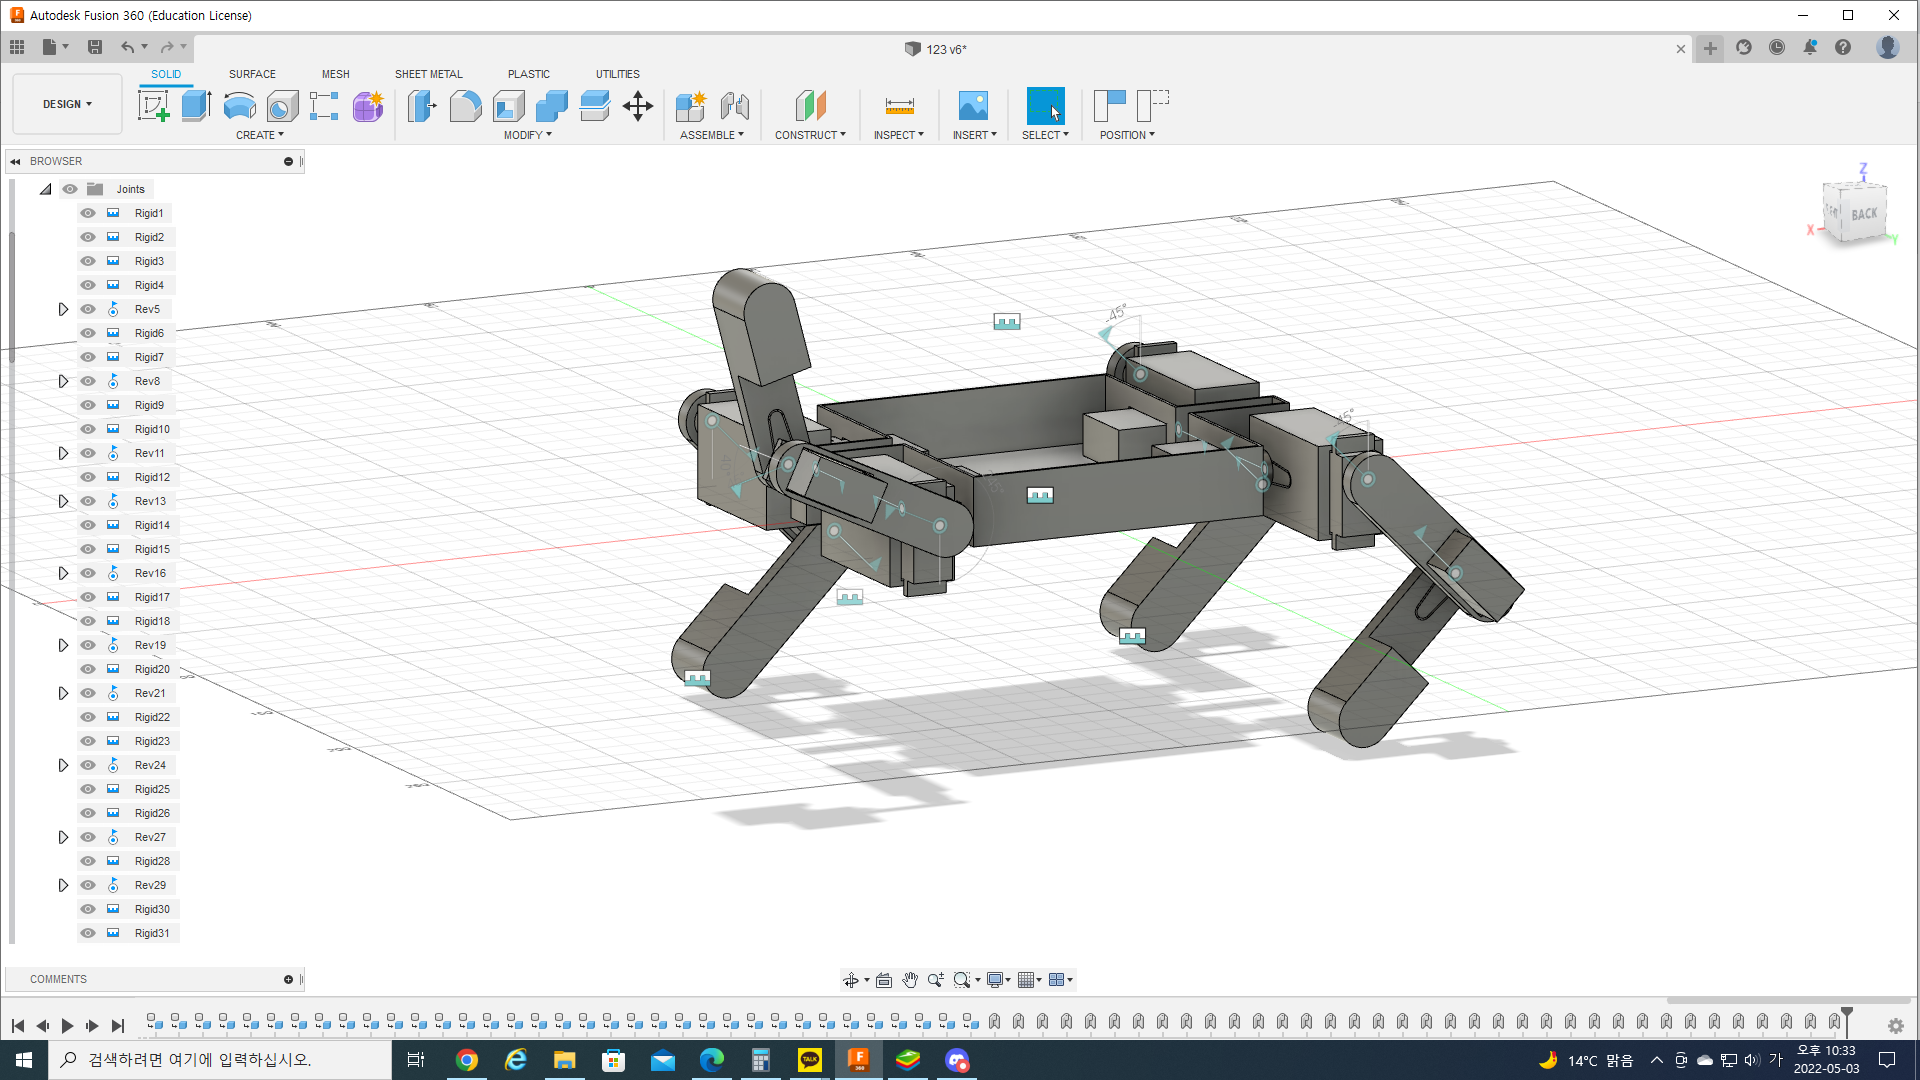 Autodesk Fusion 360 (Education License)
123 v6*
SOLID SURFACE MESH SHEET METAL PLASTIC UTILITIES
DESIGN
CREATE MODIFY ASSEMBLE CONSTRUCT INSPECT INSERT SELECT POSITION
BROWSER
Joints
Rigid1
Rigid2
Rigid3
Rigid4
Rev5
Rigid6
Rigid7
Rev8
Rigid9
Rigid10
Rev11
Rigid12
Rev13
Rigid14
Rigid15
Rev16
Rigid17
Rigid18
Rev19
Rigid20
Rev21
Rigid22
Rigid23
Rev24
Rigid25
Rigid26
Rev27
Rigid28
Rev29
Rigid30
Rigid31
Z
BACK
X
Y
-45°
COMMENTS
검색하려면 여기에 입력하십시오.
TALK
F
360
14°C 맑음
가
오후 10:33
2022-05-03